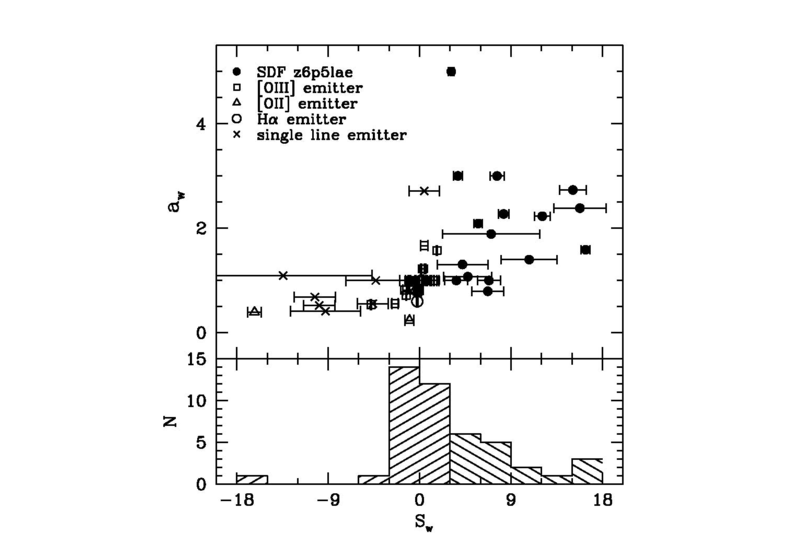 SDF z6p5lae
[OIII] emitter
[OII] emitter
Hα emitter
single line emitter
4
2
0
a_w
15
10
5
0
N
-18 -9 0 9 18
S_w